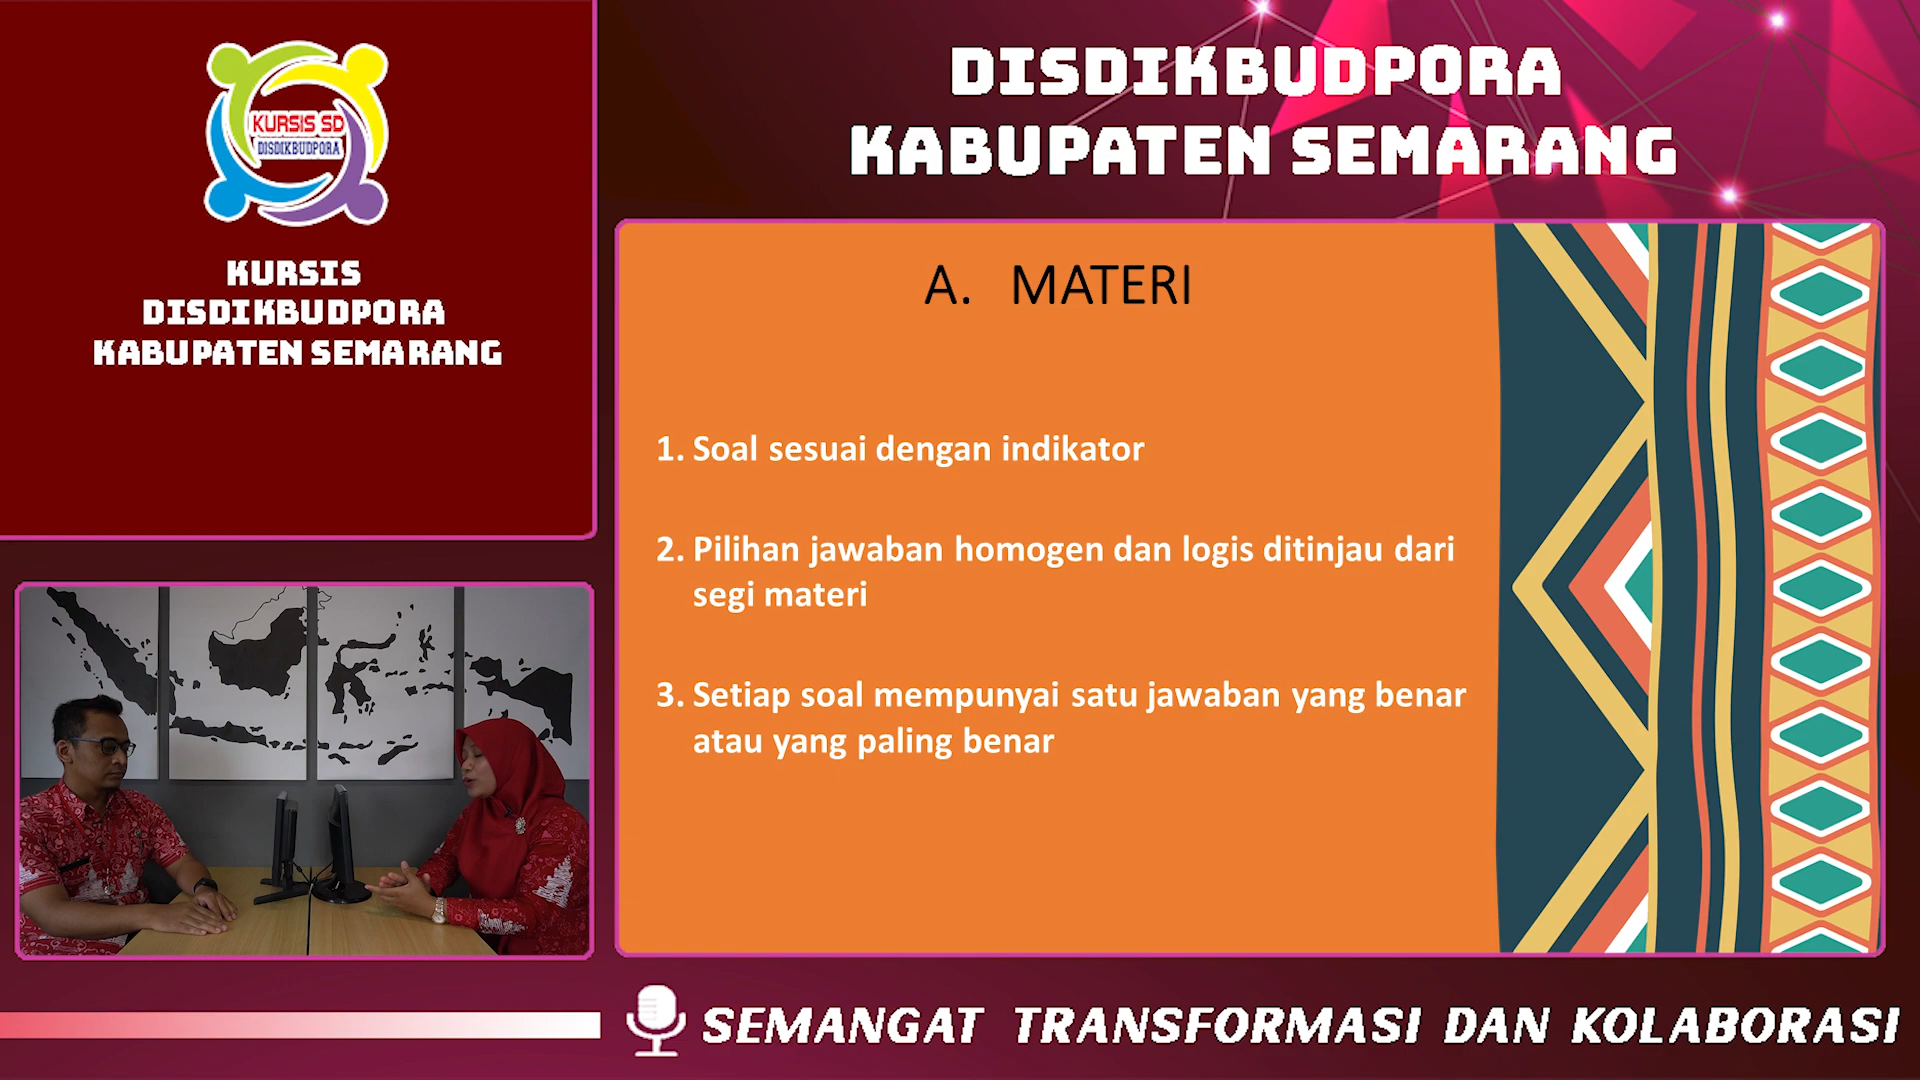 KURSIS SD
DISDIKBUDPORA
KURSIS
DISDIKBUDPORA
KABUPATEN SEMARANG
DISDIKBUDPORA
KABUPATEN SEMARANG
A. MATERI
1. Soal sesuai dengan indikator
2. Pilihan jawaban homogen dan logis ditinjau dari
segi materi
3. Setiap soal mempunyai satu jawaban yang benar
atau yang paling benar
SEMANGAT TRANSFORMASI DAN KOLABORASI